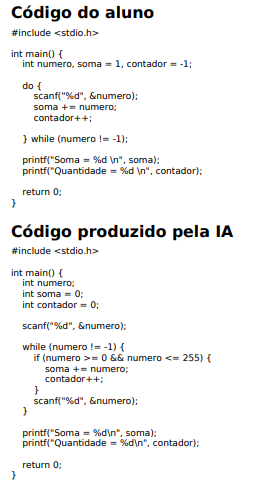 Código do aluno
#include <stdio.h>
int main() {
int numero, soma = 1, contador = -1;
do {
scanf("%d", &numero);
soma += numero;
contador++;
} while (numero != -1);
printf("Soma = %d \n", soma);
printf("Quantidade = %d \n", contador);
return 0;
}
Código produzido pela IA
#include <stdio.h>
int main() {
int numero;
int soma = 0;
int contador = 0;
scanf("%d", &numero);
while (numero != -1) {
if (numero >= 0 && numero <= 255) {
soma += numero;
contador++;
}
scanf("%d", &numero);
}
printf("Soma = %d\n", soma);
printf("Quantidade = %d\n", contador);
return 0;
}